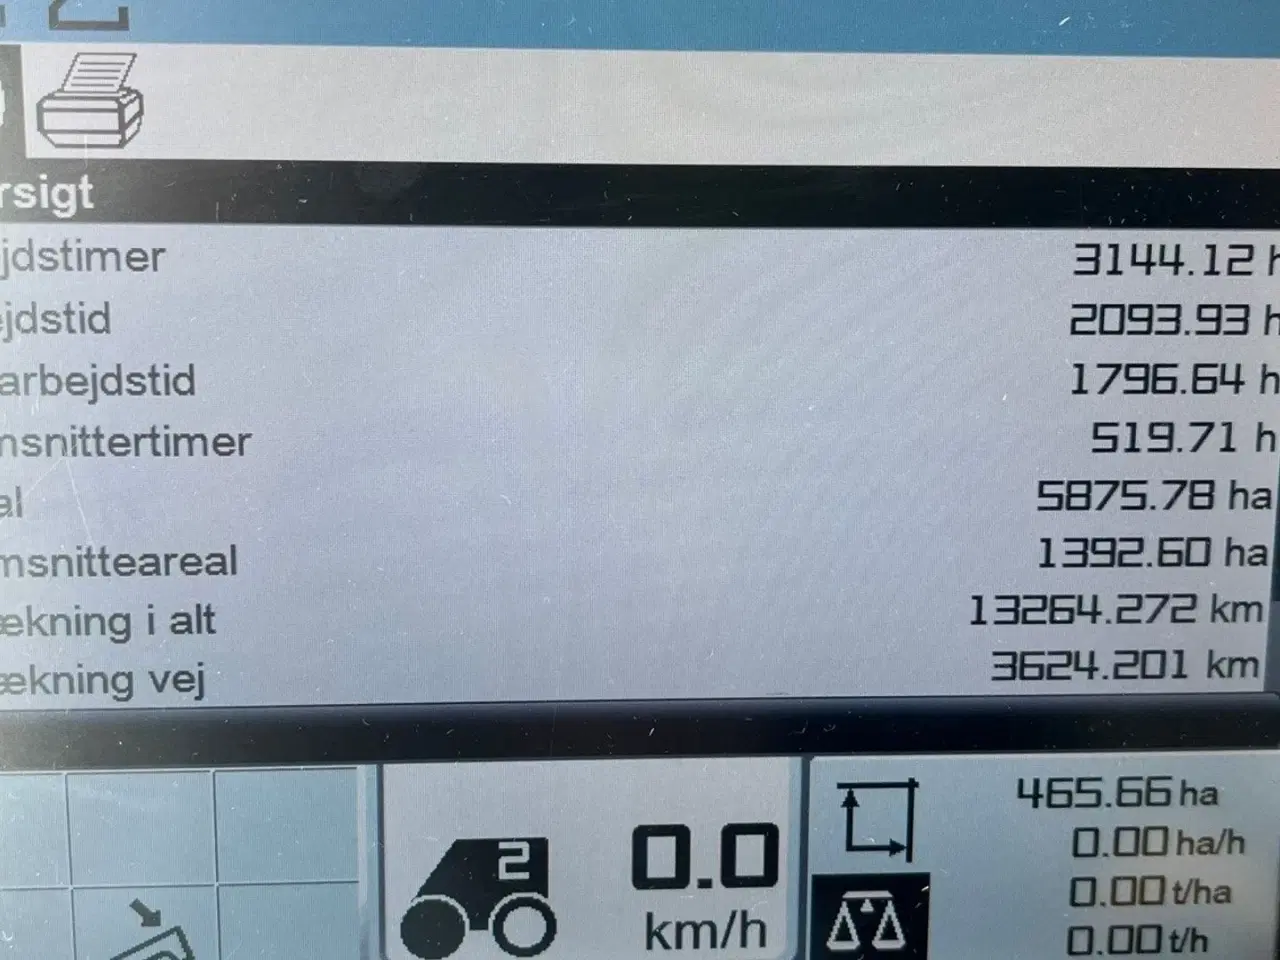 rsigt
jdstimer 3144.12 h
ejdstid 2093.93 h
arbejdstid 1796.64 h
msnittertimer 519.71 h
al 5875.78 ha
msnitteareal 1392.60 ha
ækning i alt 13264.272 km
ækning vej 3624.201 km
2
0.0
km/h
465.66 ha
0.00 ha/h
0.00 t/ha
0.00 t/h